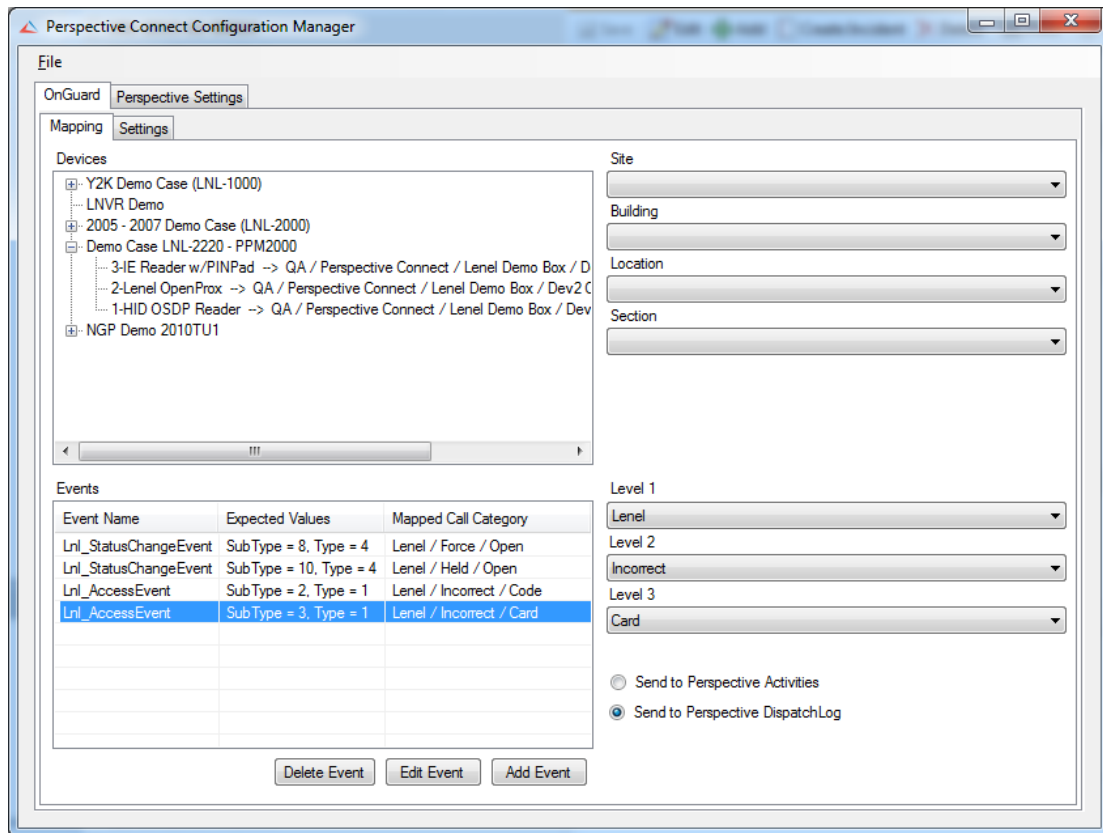 Perspective Connect Configuration Manager
File
OnGuard Perspective Settings
Mapping Settings
Devices
Y2K Demo Case (LNL-1000)
LNVR Demo
2005 - 2007 Demo Case (LNL-2000)
Demo Case LNL-2220 - PPM2000
3-IE Reader w/PINPad --> QA / Perspective Connect / Lenel Demo Box / D
2-Lenel OpenProx --> QA / Perspective Connect / Lenel Demo Box / Dev2 C
1-HID OSDP Reader --> QA / Perspective Connect / Lenel Demo Box / Dev
NGP Demo 2010TU1
Site
Building
Location
Section
Events
Event Name Expected Values Mapped Call Category
Lnl_StatusChangeEvent SubType = 8, Type = 4 Lenel / Force / Open
Lnl_StatusChangeEvent SubType = 10, Type = 4 Lenel / Held / Open
Lnl_AccessEvent SubType = 2, Type = 1 Lenel / Incorrect / Code
Lnl_AccessEvent SubType = 3, Type = 1 Lenel / Incorrect / Card
Delete Event Edit Event Add Event
Level 1
Lenel
Level 2
Incorrect
Level 3
Card
Send to Perspective Activities
Send to Perspective DispatchLog